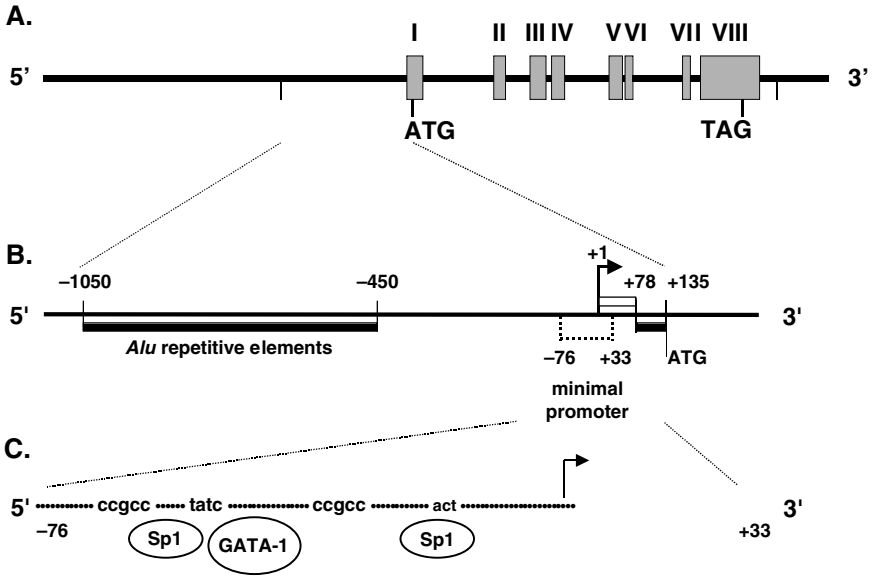 A.
I II III IV V VI VII VIII
5’ 3’
ATG TAG
B.
+1
–1050 –450 +78 +135
5' 3'
Alu repetitive elements
–76 +33 ATG
minimal
promoter
C.
5' ccgcc tatc ccgcc act 3'
–76 Sp1 GATA-1 Sp1 +33